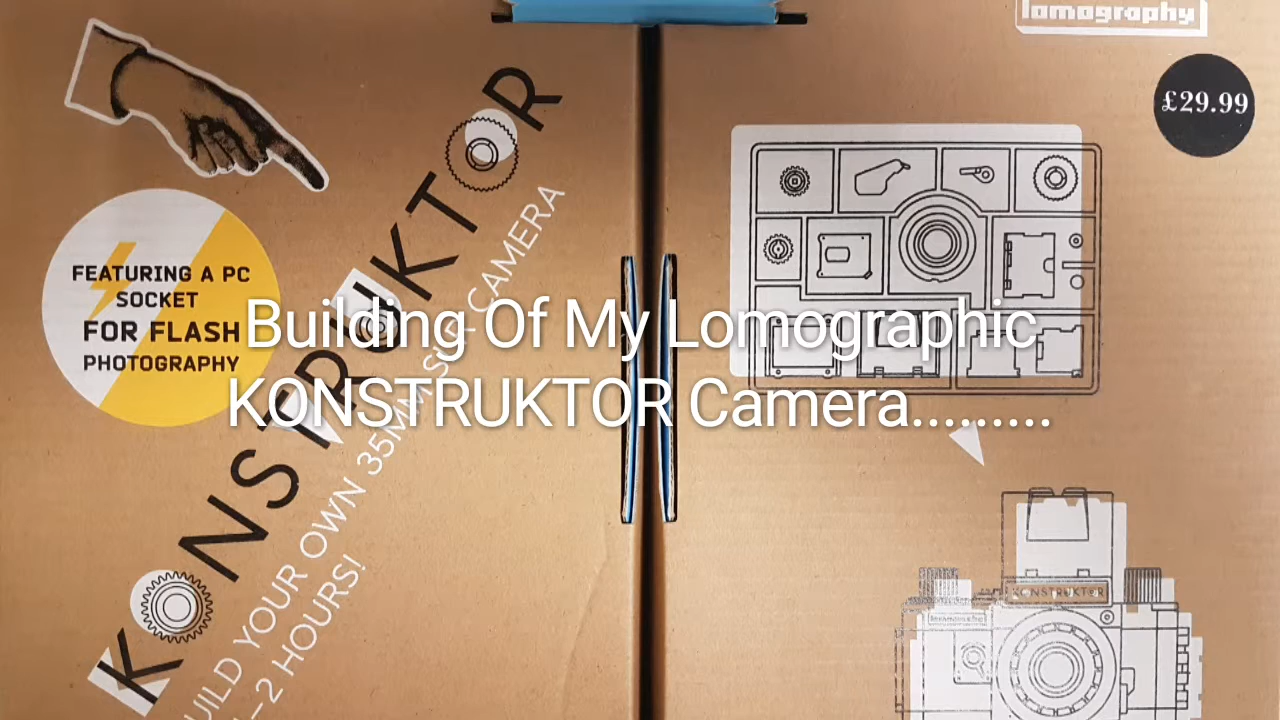 lomography
£29.99
KONSTRUKTOR
FEATURING A PC
SOCKET
FOR FLASH
PHOTOGRAPHY
Building Of My Lomographic
KONSTRUKTOR Camera.........
BUILD YOUR OWN 35MM SLR CAMERA
1–2 HOURS!
KONSTRUKTOR